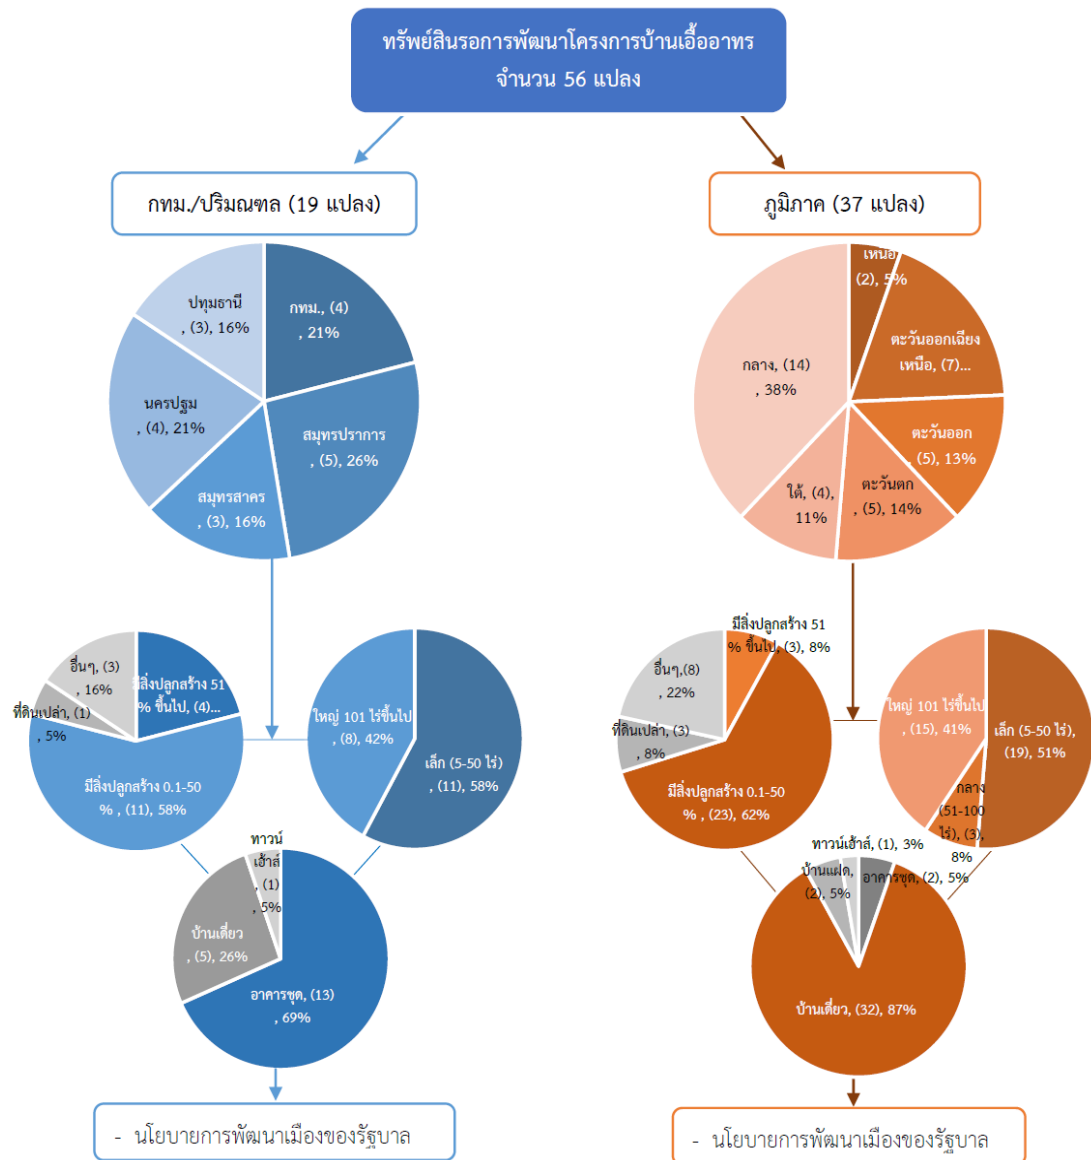 ทรัพย์สินรอการพัฒนาโครงการบ้านเอื้ออาทร
จำนวน 56 แปลง
กทม./ปริมณฑล (19 แปลง)
ภูมิภาค (37 แปลง)
ปทุมธานี
, (3), 16%
กทม., (4)
, 21%
นครปฐม
, (4), 21%
สมุทรปราการ
, (5), 26%
สมุทรสาคร
, (3), 16%
เหนือ
(2), 5%
ตะวันออกเฉียง
เหนือ, (7)...
กลาง, (14)
, 38%
ตะวันออก
, (5), 13%
ใต้, (4),
11%
ตะวันตก
, (5), 14%
อื่นๆ, (3)
, 16%
มีสิ่งปลูกสร้าง 51
% ขึ้นไป, (4)...
ที่ดินเปล่า, (1)
, 5%
มีสิ่งปลูกสร้าง 0.1-50
% , (11), 58%
ใหญ่ 101 ไร่ขึ้นไป
, (8), 42%
เล็ก (5-50 ไร่)
, (11), 58%
ทาวน์
เฮ้าส์
, (1)
, 5%
บ้านเดี่ยว
, (5), 26%
อาคารชุด, (13)
, 69%
มีสิ่งปลูกสร้าง 51
% ขึ้นไป, (3), 8%
อื่นๆ,(8)
, 22%
ที่ดินเปล่า, (3)
, 8%
มีสิ่งปลูกสร้าง 0.1-50
% , (23), 62%
ใหญ่ 101 ไร่ขึ้นไป
, (15), 41%
เล็ก (5-50 ไร่),
(19), 51%
กลาง
(51-100
ไร่), (3),
8%
ทาวน์เฮ้าส์, (1), 3%
บ้านแฝด,
(2), 5%
อาคารชุด, (2), 5%
บ้านเดี่ยว, (32), 87%
- นโยบายการพัฒนาเมืองของรัฐบาล
- นโยบายการพัฒนาเมืองของรัฐบาล